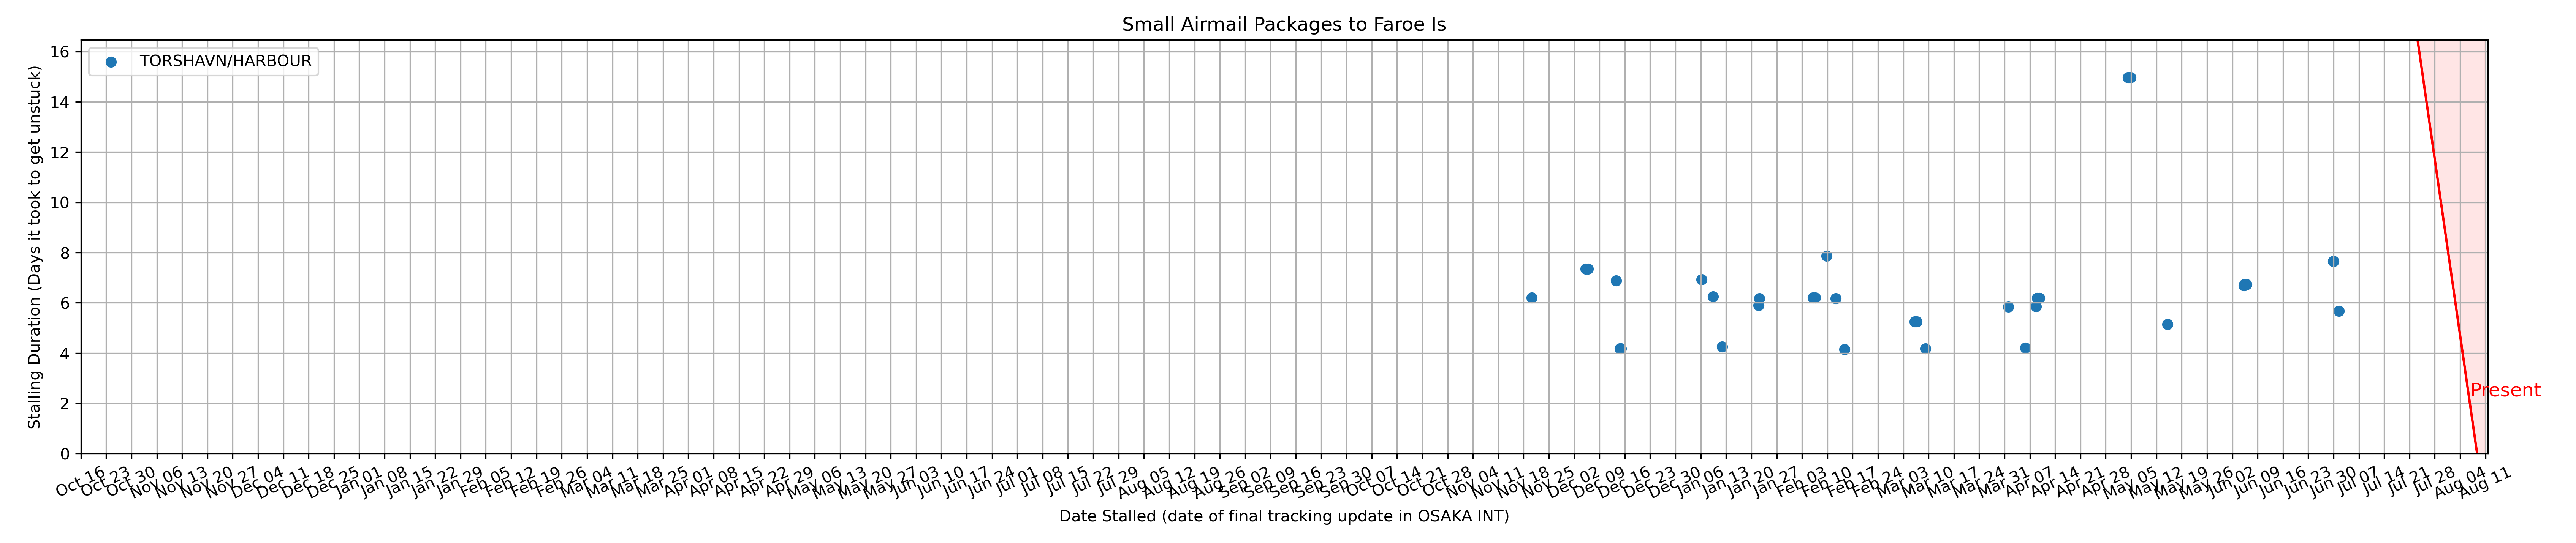 Small Airmail Packages to Faroe Is
TORSHAVN/HARBOUR
Stalling Duration (Days it took to get unstuck)
16
14
12
10
8
6
4
2
0
Present
Oct 16
Oct 23
Oct 30
Nov 06
Nov 13
Nov 20
Nov 27
Dec 04
Dec 11
Dec 18
Dec 25
Jan 01
Jan 08
Jan 15
Jan 22
Jan 29
Feb 05
Feb 12
Feb 19
Feb 26
Mar 04
Mar 11
Mar 18
Mar 25
Apr 01
Apr 08
Apr 15
Apr 22
Apr 29
May 06
May 13
May 20
May 27
Jun 03
Jun 10
Jun 17
Jun 24
Jul 01
Jul 08
Jul 15
Jul 22
Jul 29
Aug 05
Aug 12
Aug 19
Aug 26
Sep 02
Sep 09
Sep 16
Sep 23
Sep 30
Oct 07
Oct 14
Oct 21
Oct 28
Nov 04
Nov 11
Nov 18
Nov 25
Dec 02
Dec 09
Dec 16
Dec 23
Dec 30
Jan 06
Jan 13
Jan 20
Jan 27
Feb 03
Feb 10
Feb 17
Feb 24
Mar 03
Mar 10
Mar 17
Mar 24
Mar 31
Apr 07
Apr 14
Apr 21
Apr 28
May 05
May 12
May 19
May 26
Jun 02
Jun 09
Jun 16
Jun 23
Jun 30
Jul 07
Jul 14
Jul 21
Jul 28
Aug 04
Aug 11
Date Stalled (date of final tracking update in OSAKA INT)